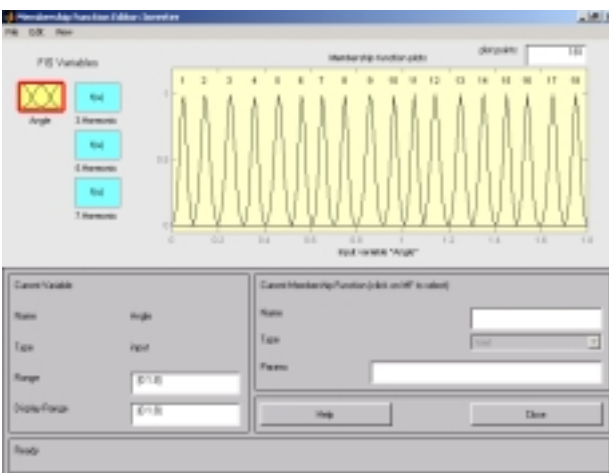 Membership Function Editor: Inverter
File Edit View
FIS Variables
Membership function plots
plot points:
181
Angle
f(u)
3.Harmonic
f(u)
5.Harmonic
f(u)
7.Harmonic
1 2 3 4 5 6 7 8 9 10 11 12 13 14 15 16 17 18
1
0.5
0
0 0.2 0.4 0.6 0.8 1 1.2 1.4 1.6 1.8
input variable "Angle"
Current Variable
Name Angle
Type input
Range [0 1.8]
Display Range [0 1.8]
Current Membership Function (click on MF to select)
Name
Type
Params
Help
Close
Ready